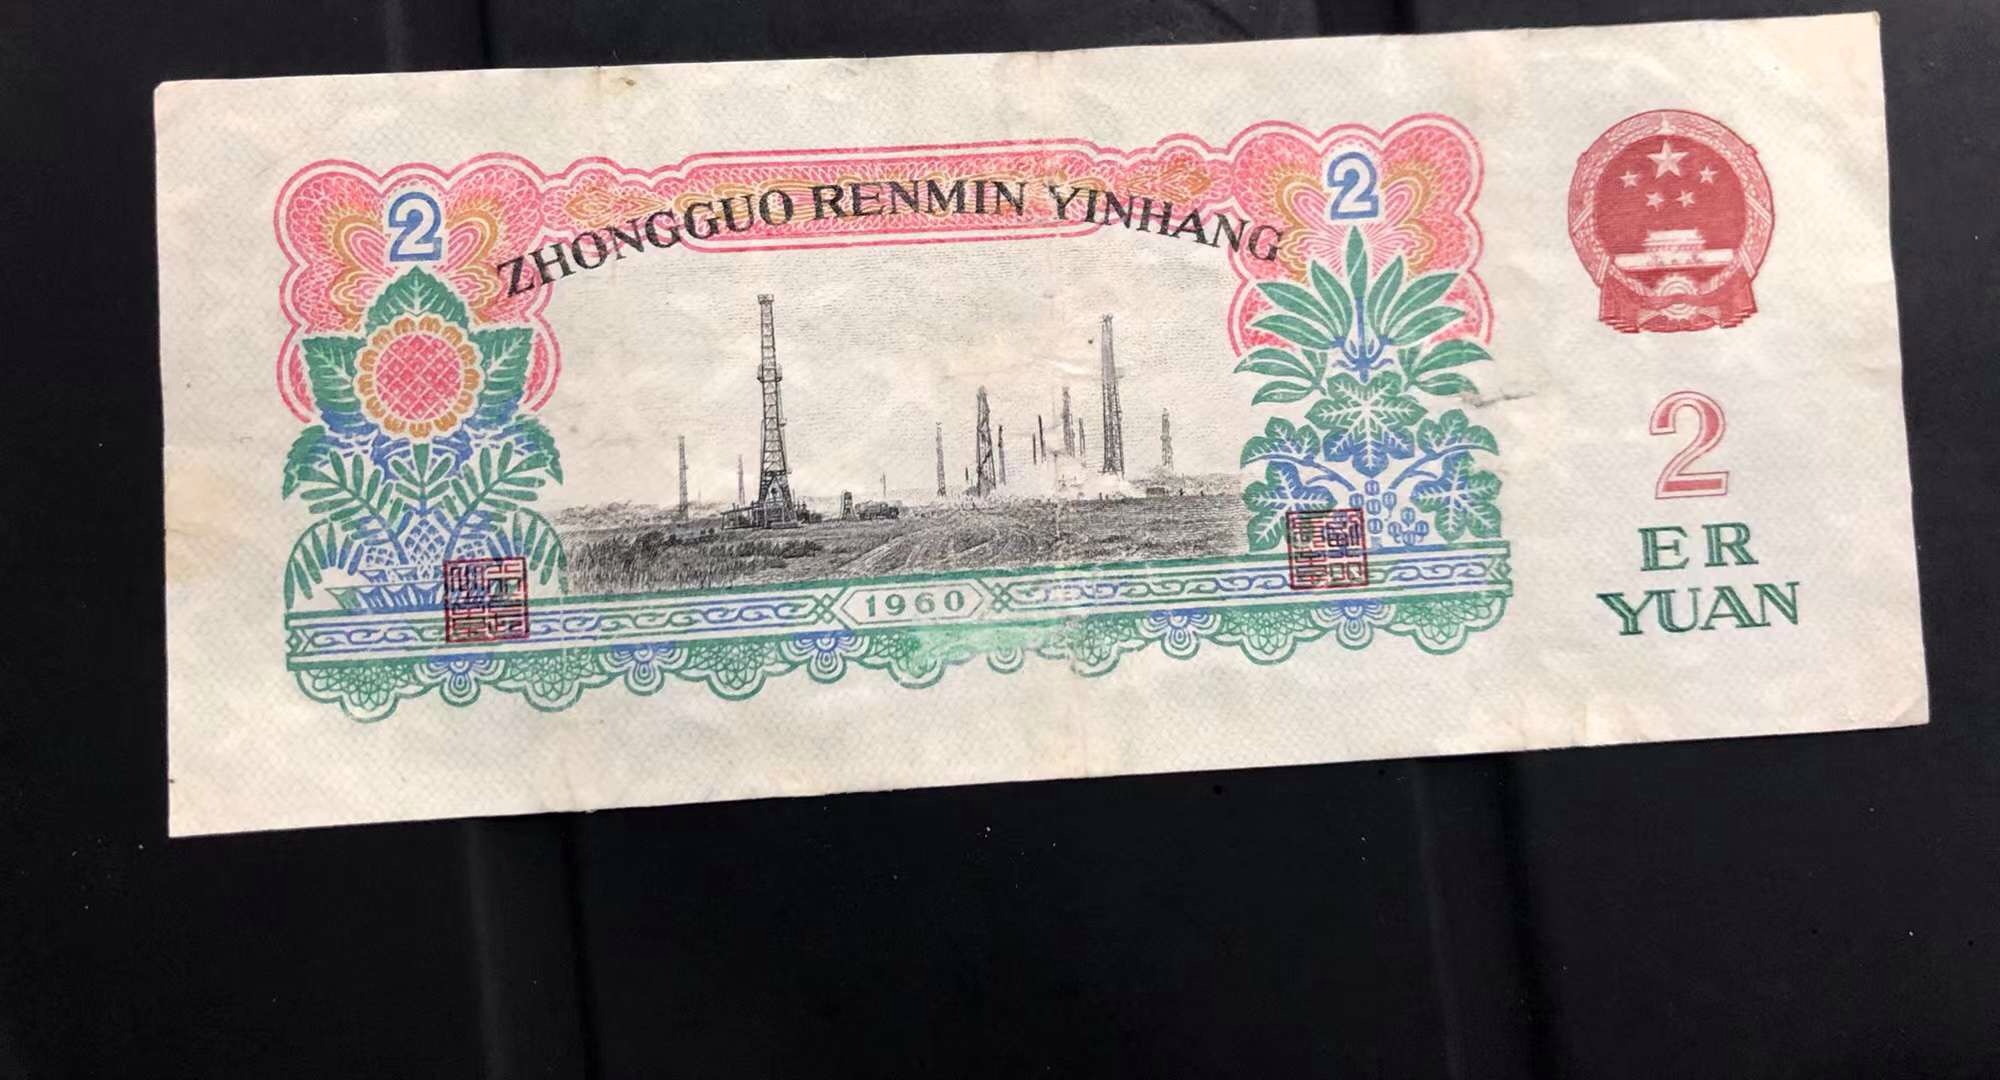 2
2
ZHONGGUO RENMIN YINHANG
1960
2
ER
YUAN